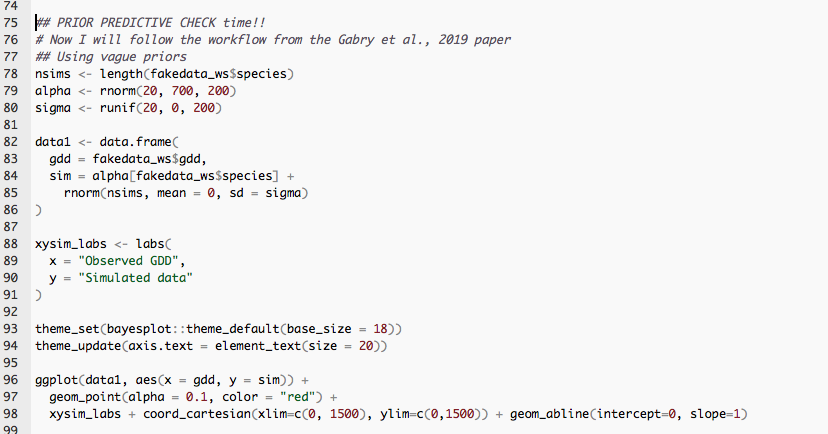 74
75 ## PRIOR PREDICTIVE CHECK time!!
76 # Now I will follow the workflow from the Gabry et al., 2019 paper
77 ## Using vague priors
78 nsims <- length(fakedata_ws$species)
79 alpha <- rnorm(20, 700, 200)
80 sigma <- runif(20, 0, 200)
81
82 data1 <- data.frame(
83   gdd = fakedata_ws$gdd,
84   sim = alpha[fakedata_ws$species] +
85     rnorm(nsims, mean = 0, sd = sigma)
86 )
87
88 xysim_labs <- labs(
89   x = "Observed GDD",
90   y = "Simulated data"
91 )
92
93 theme_set(bayesplot::theme_default(base_size = 18))
94 theme_update(axis.text = element_text(size = 20))
95
96 ggplot(data1, aes(x = gdd, y = sim)) +
97   geom_point(alpha = 0.1, color = "red") +
98   xysim_labs + coord_cartesian(xlim=c(0, 1500), ylim=c(0,1500)) + geom_abline(intercept=0, slope=1)
99